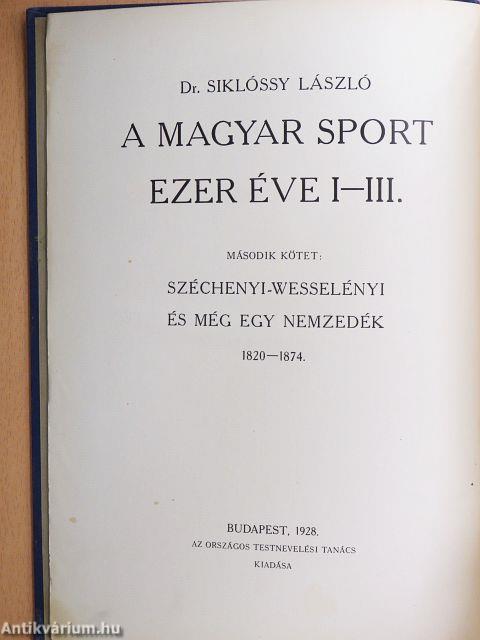 Dr. SIKLÓSSY LÁSZLÓ
A MAGYAR SPORT
EZER ÉVE I—III.
MÁSODIK KÖTET:
SZÉCHENYI-WESSELÉNYI
ÉS MÉG EGY NEMZEDÉK
1820—1874.
BUDAPEST, 1928.
AZ ORSZÁGOS TESTNEVELÉSI TANÁCS
KIADÁSA
Antikvárium.hu